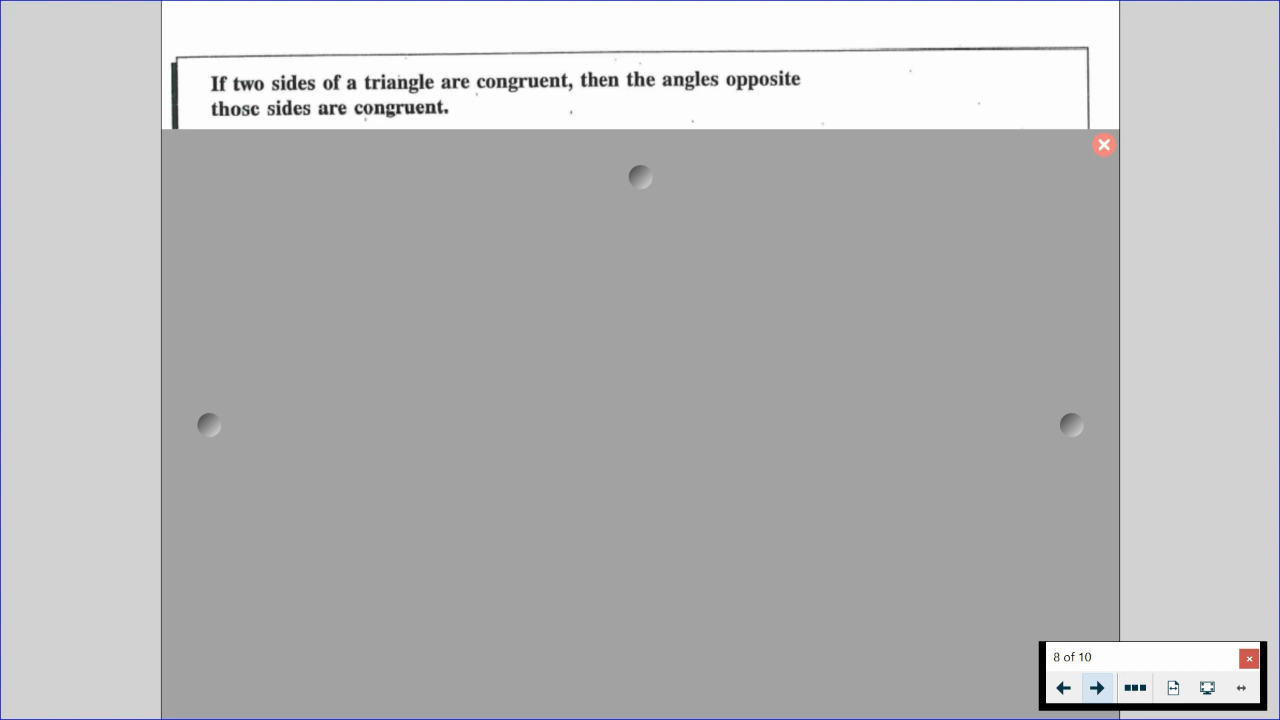 If two sides of a triangle are congruent, then the angles opposite
those sides are congruent.
8 of 10